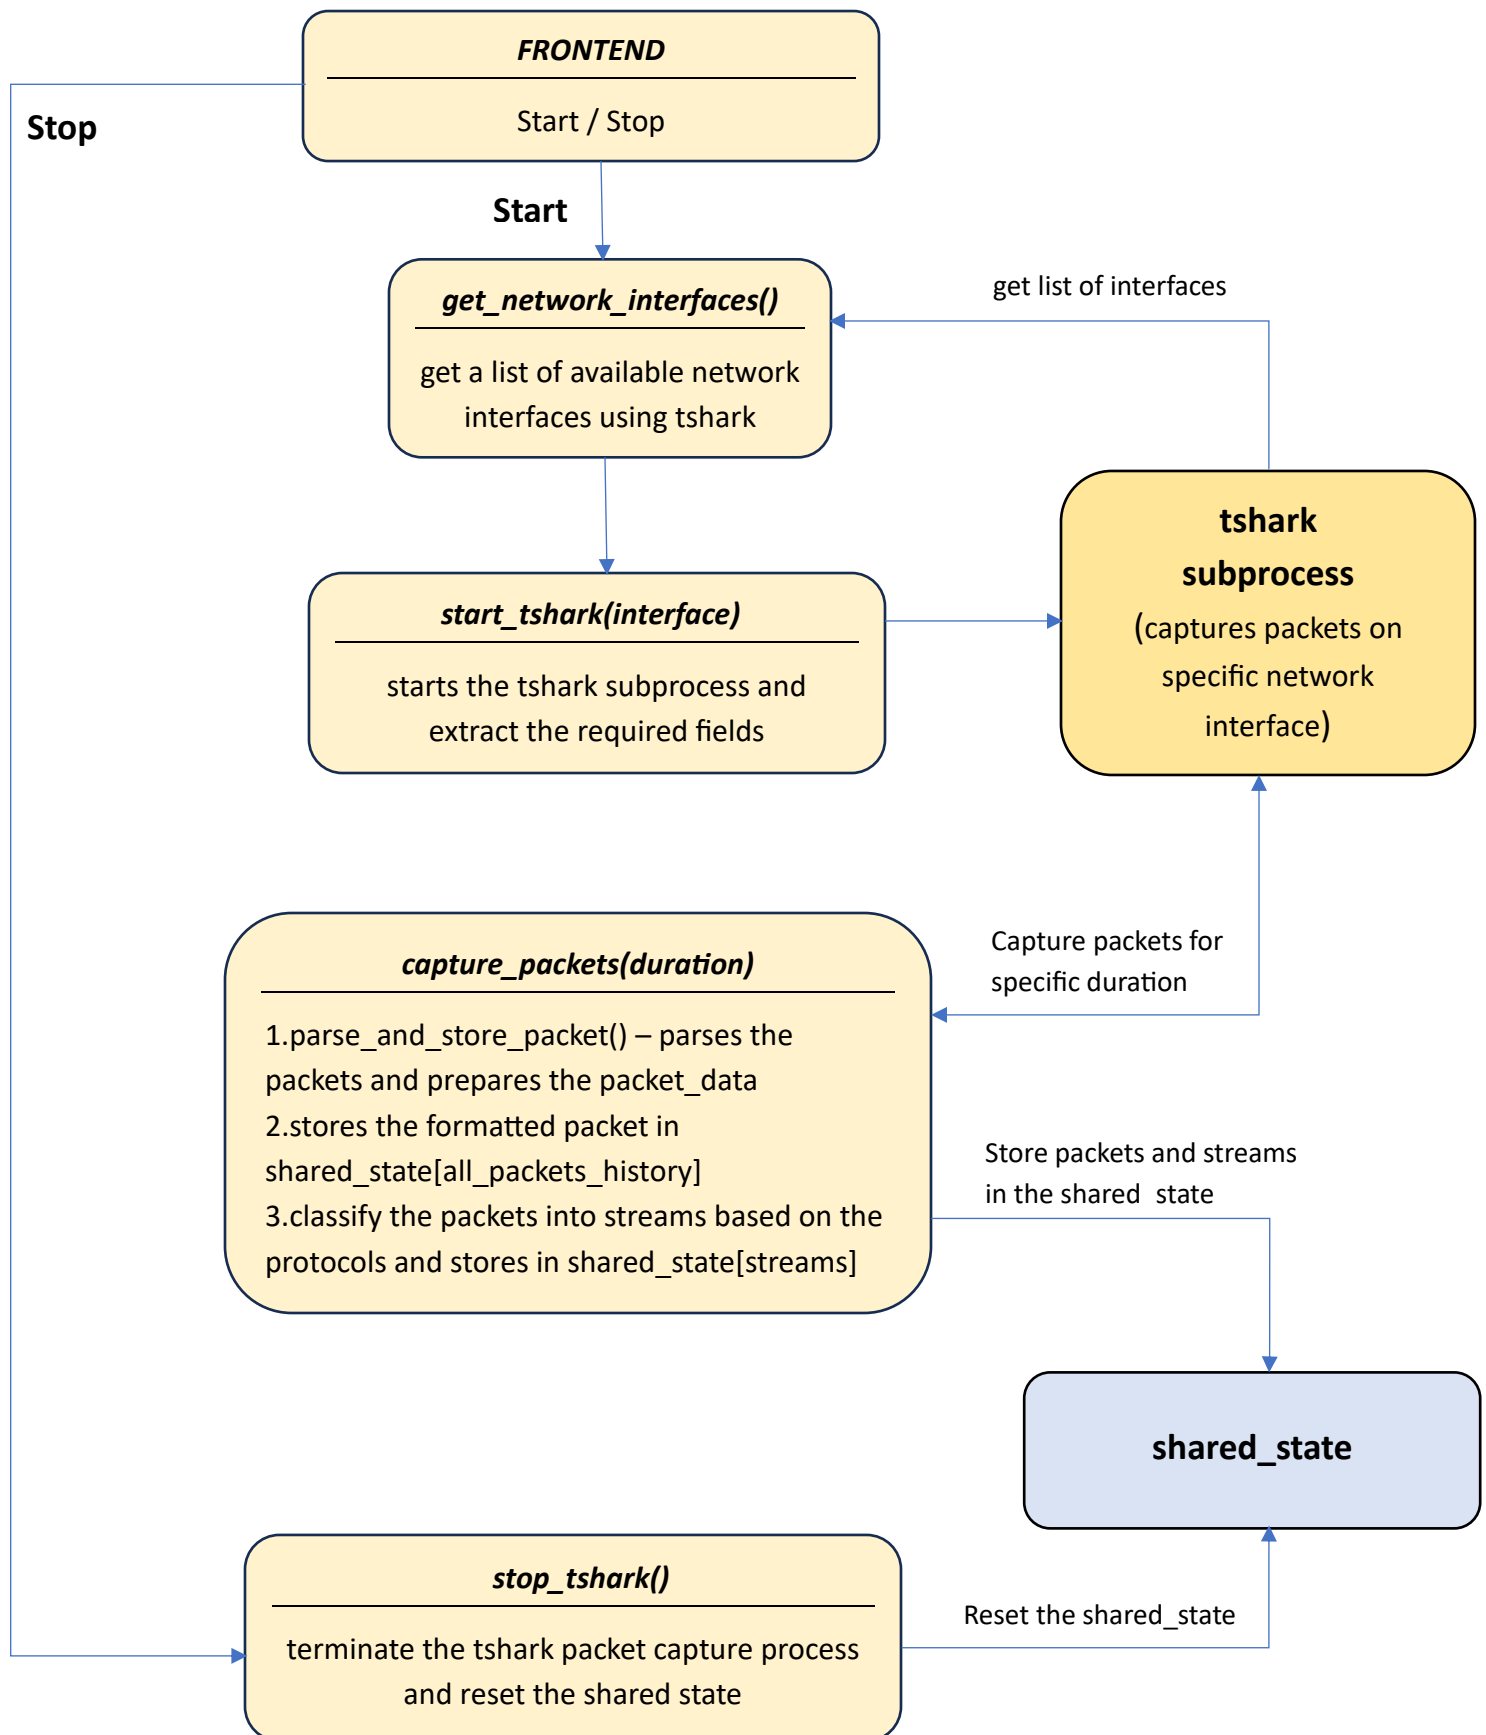 FRONTEND
Start / Stop
Stop
Start
get_network_interfaces()
get a list of available network
interfaces using tshark
get list of interfaces
tshark
subprocess
(captures packets on
specific network
interface)
start_tshark(interface)
starts the tshark subprocess and
extract the required fields
capture_packets(duration)
1.parse_and_store_packet() – parses the
packets and prepares the packet_data
2.stores the formatted packet in
shared_state[all_packets_history]
3.classify the packets into streams based on the
protocols and stores in shared_state[streams]
Capture packets for
specific duration
Store packets and streams
in the shared state
shared_state
stop_tshark()
terminate the tshark packet capture process
and reset the shared state
Reset the shared_state